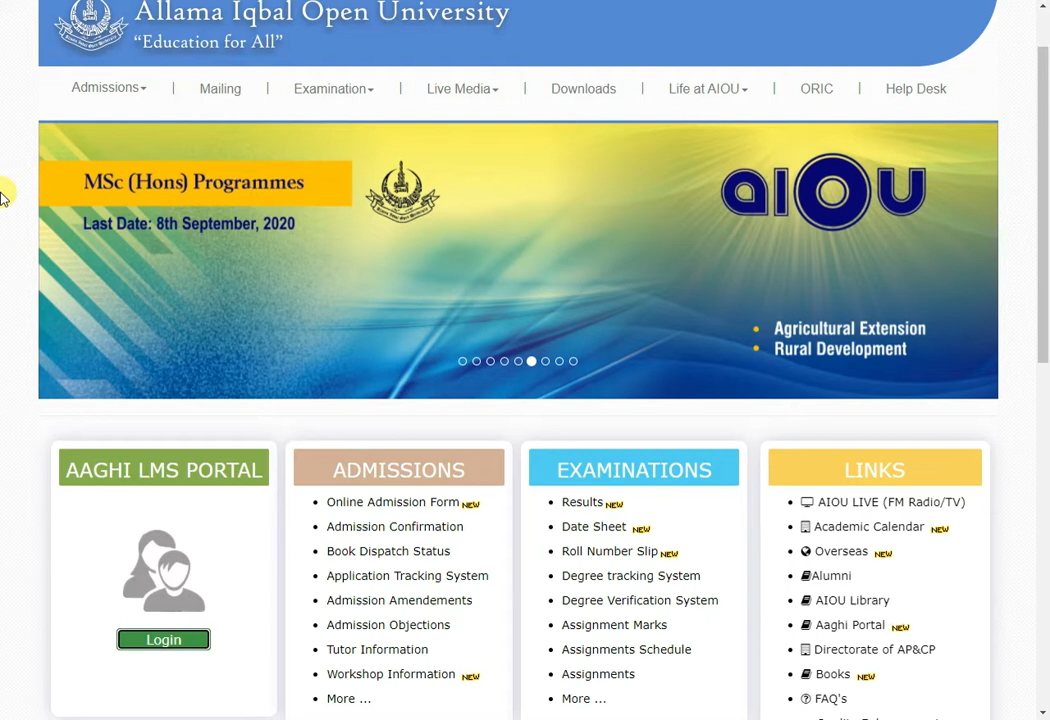 Allama Iqbal Open University
“Education for All”
Admissions | Mailing | Examination | Live Media | Downloads | Life at AIOU | ORIC | Help Desk
MSc (Hons) Programmes
Last Date: 8th September, 2020
AIOU
Agricultural Extension
Rural Development
AAGHI LMS PORTAL
Login
ADMISSIONS
Online Admission Form NEW
Admission Confirmation
Book Dispatch Status
Application Tracking System
Admission Amendements
Admission Objections
Tutor Information
Workshop Information NEW
More ...
EXAMINATIONS
Results NEW
Date Sheet NEW
Roll Number Slip NEW
Degree tracking System
Degree Verification System
Assignment Marks
Assignments Schedule
Assignments
More ...
LINKS
AIOU LIVE (FM Radio/TV)
Academic Calendar NEW
Overseas NEW
Alumni
AIOU Library
Aaghi Portal NEW
Directorate of AP&CP
Books NEW
FAQ's